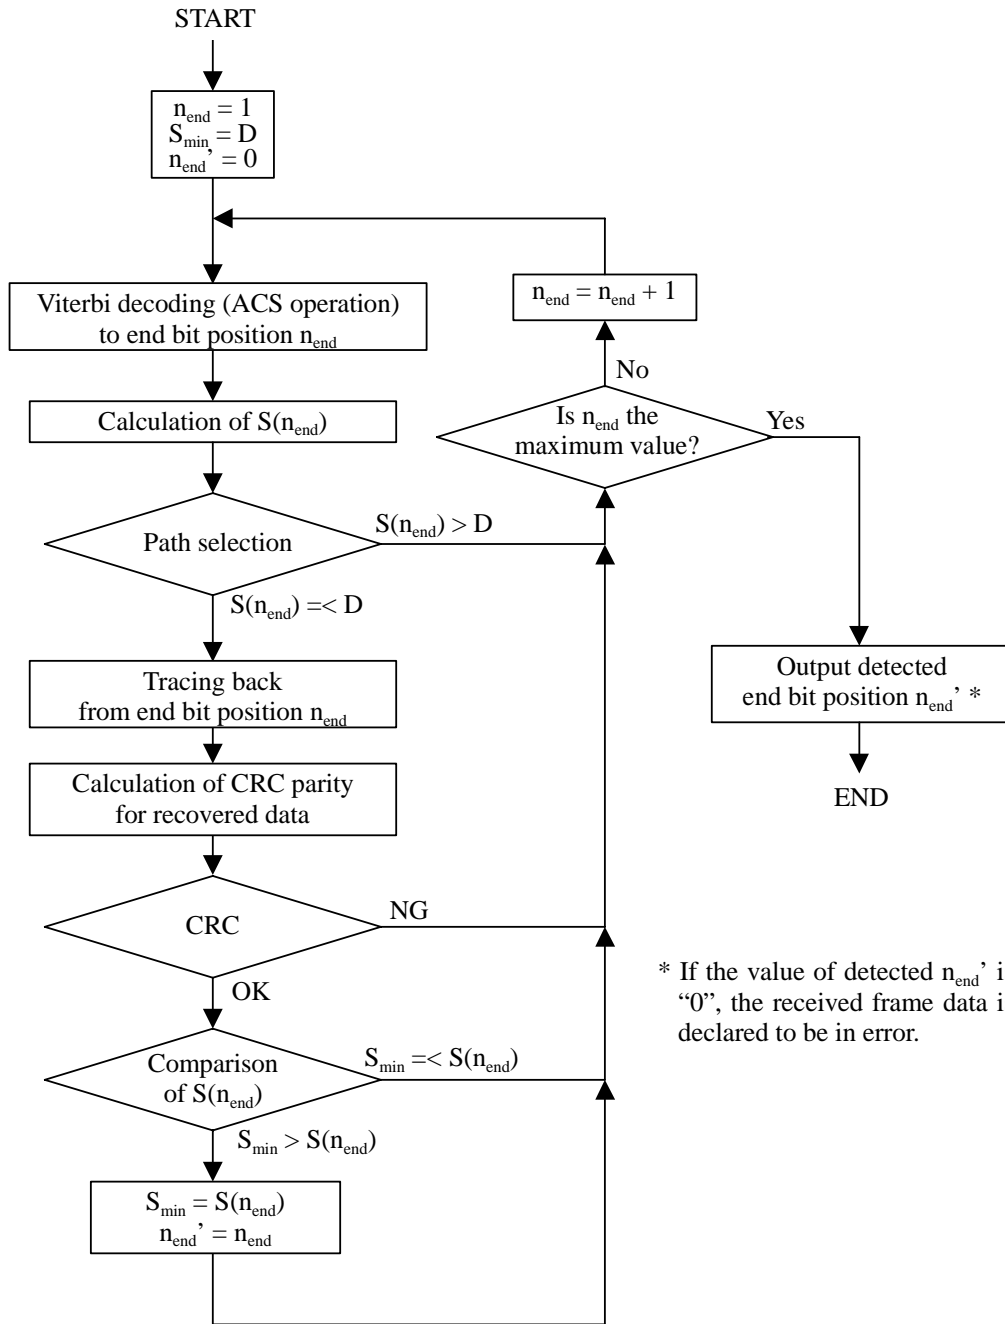 START
n_end = 1
S_min = D
n_end' = 0
Viterbi decoding (ACS operation)
to end bit position n_end
n_end = n_end + 1
No
Calculation of S(n_end)
Is n_end the
maximum value?
Yes
Path selection
S(n_end) > D
S(n_end) =< D
Tracing back
from end bit position n_end
Output detected
end bit position n_end' *
Calculation of CRC parity
for recovered data
END
CRC
NG
OK
* If the value of detected n_end' i
“0”, the received frame data i
declared to be in error.
Comparison
of S(n_end)
S_min =< S(n_end)
S_min > S(n_end)
S_min = S(n_end)
n_end' = n_end